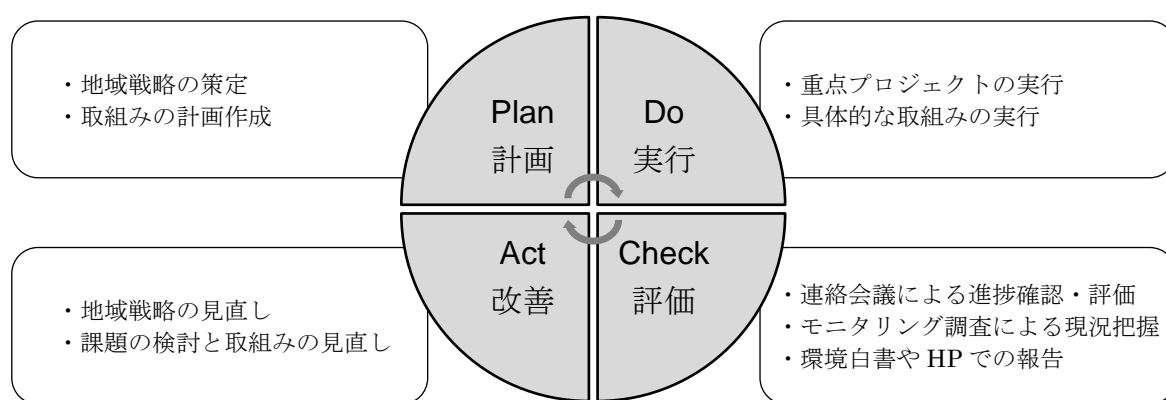 ・地域戦略の策定
・取組みの計画作成
Plan
計画
Do
実行
・重点プロジェクトの実行
・具体的な取組みの実行
・地域戦略の見直し
・課題の検討と取組みの見直し
Act
改善
Check
評価
・連絡会議による進捗確認・評価
・モニタリング調査による現況把握
・環境白書や HP での報告